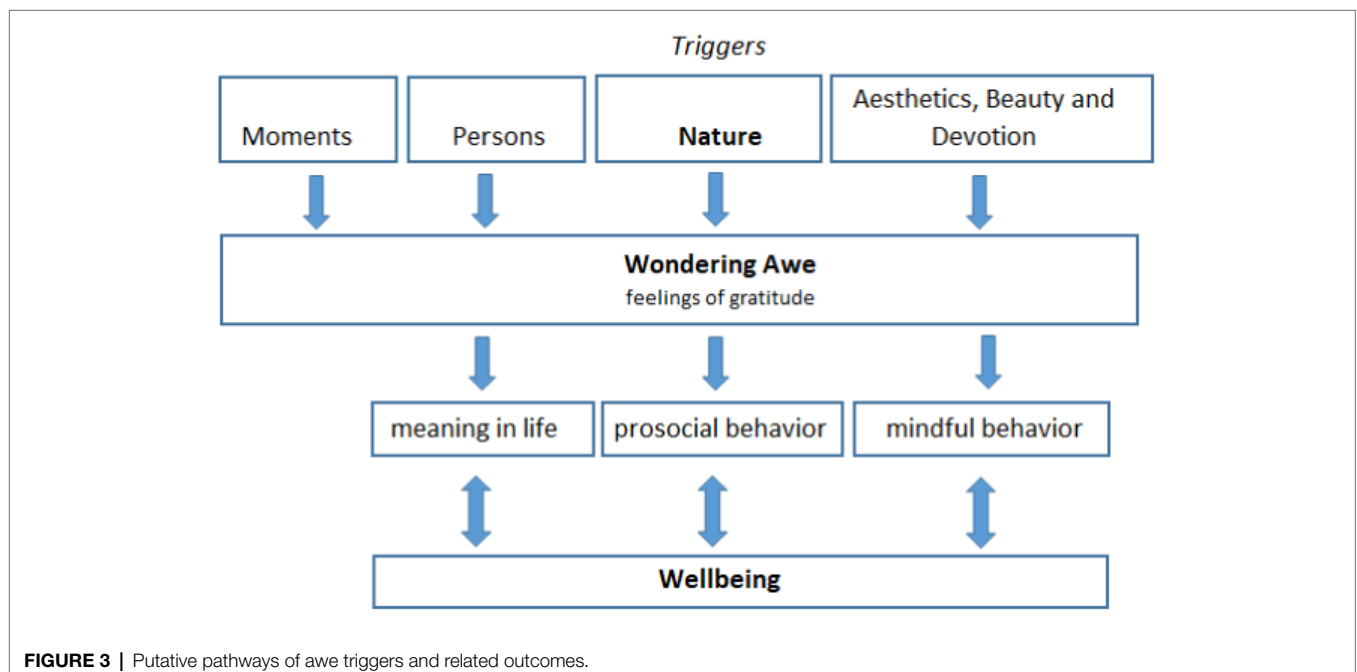 Triggers
Moments
Persons
Nature
Aesthetics, Beauty and
Devotion
Wondering Awe
feelings of gratitude
meaning in life
prosocial behavior
mindful behavior
Wellbeing
FIGURE 3 | Putative pathways of awe triggers and related outcomes.